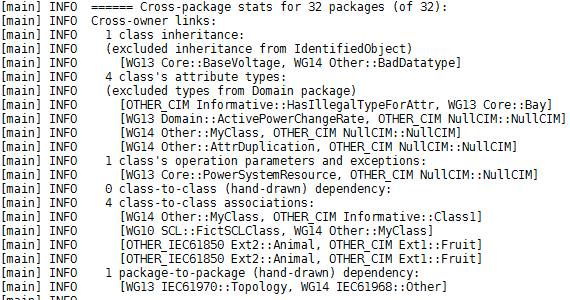 [main] INFO ====== Cross-package stats for 32 packages (of 32):
[main] INFO Cross-owner links:
[main] INFO 1 class inheritance:
[main] INFO (excluded inheritance from IdentifiedObject)
[main] INFO [WG13 Core::BaseVoltage, WG14 Other::BadDatatype]
[main] INFO 4 class's attribute types:
[main] INFO (excluded types from Domain package)
[main] INFO [OTHER_CIM Informative::HasIllegalTypeForAttr, WG13 Core::Bay]
[main] INFO [WG13 Domain::ActivePowerChangeRate, OTHER_CIM NullCIM::NullCIM]
[main] INFO [WG14 Other::MyClass, OTHER_CIM NullCIM::NullCIM]
[main] INFO [WG14 Other::AttrDuplication, OTHER_CIM NullCIM::NullCIM]
[main] INFO 1 class's operation parameters and exceptions:
[main] INFO [WG13 Core::PowerSystemResource, OTHER_CIM NullCIM::NullCIM]
[main] INFO 0 class-to-class (hand-drawn) dependency:
[main] INFO 4 class-to-class associations:
[main] INFO [WG14 Other::MyClass, OTHER_CIM Informative::Class1]
[main] INFO [WG10 SCL::FictSCLClass, WG14 Other::MyClass]
[main] INFO [OTHER_IEC61850 Ext2::Animal, OTHER_CIM Ext1::Fruit]
[main] INFO [OTHER_IEC61850 Ext2::Animal, OTHER_CIM Ext1::Fruit]
[main] INFO 1 package-to-package (hand-drawn) dependency:
[main] INFO [WG13 IEC61970::Topology, WG14 IEC61968::Other]